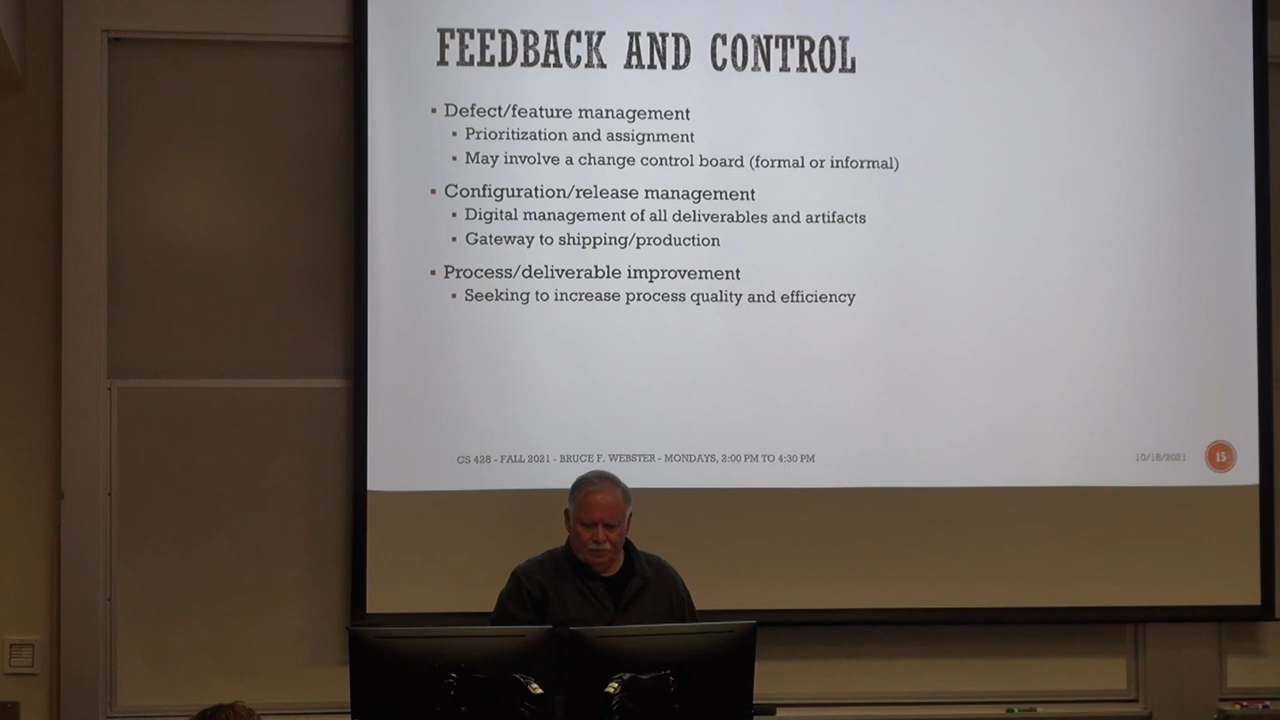 FEEDBACK AND CONTROL
▪ Defect/feature management
▪ Prioritization and assignment
▪ May involve a change control board (formal or informal)
▪ Configuration/release management
▪ Digital management of all deliverables and artifacts
▪ Gateway to shipping/production
▪ Process/deliverable improvement
▪ Seeking to increase process quality and efficiency
CS 428 - FALL 2021 - BRUCE F. WEBSTER - MONDAYS, 2:00 PM TO 4:30 PM
10/18/2021
15